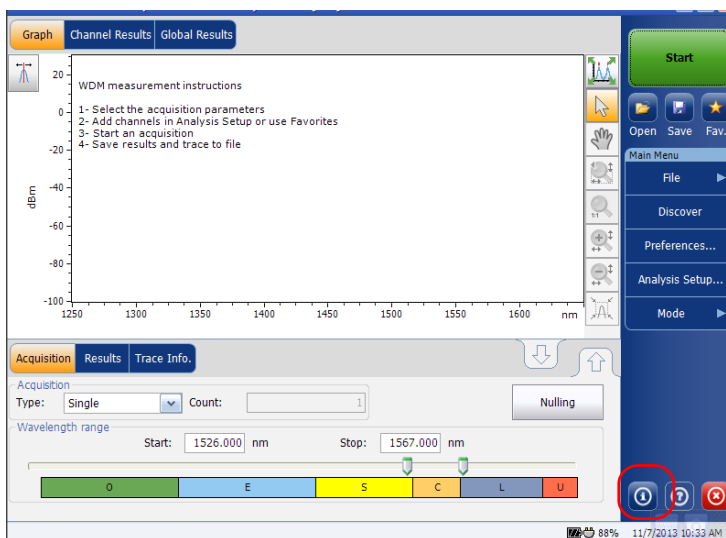 Graph Channel Results Global Results
Start
WDM measurement instructions
1- Select the acquisition parameters
2- Add channels in Analysis Setup or use Favorites
3- Start an acquisition
4- Save results and trace to file
20
0
-20
-40
-60
-80
-100
dBm
1250 1300 1350 1400 1450 1500 1550 1600 nm
1:1
Open Save Fav.
Main Menu
File
Discover
Preferences...
Analysis Setup...
Mode
Acquisition Results Trace Info.
Acquisition
Type: Single Count: 1
Nulling
Wavelength range
Start: 1526.000 nm Stop: 1567.000 nm
O E S C L U
88% 11/7/2013 10:33 AM